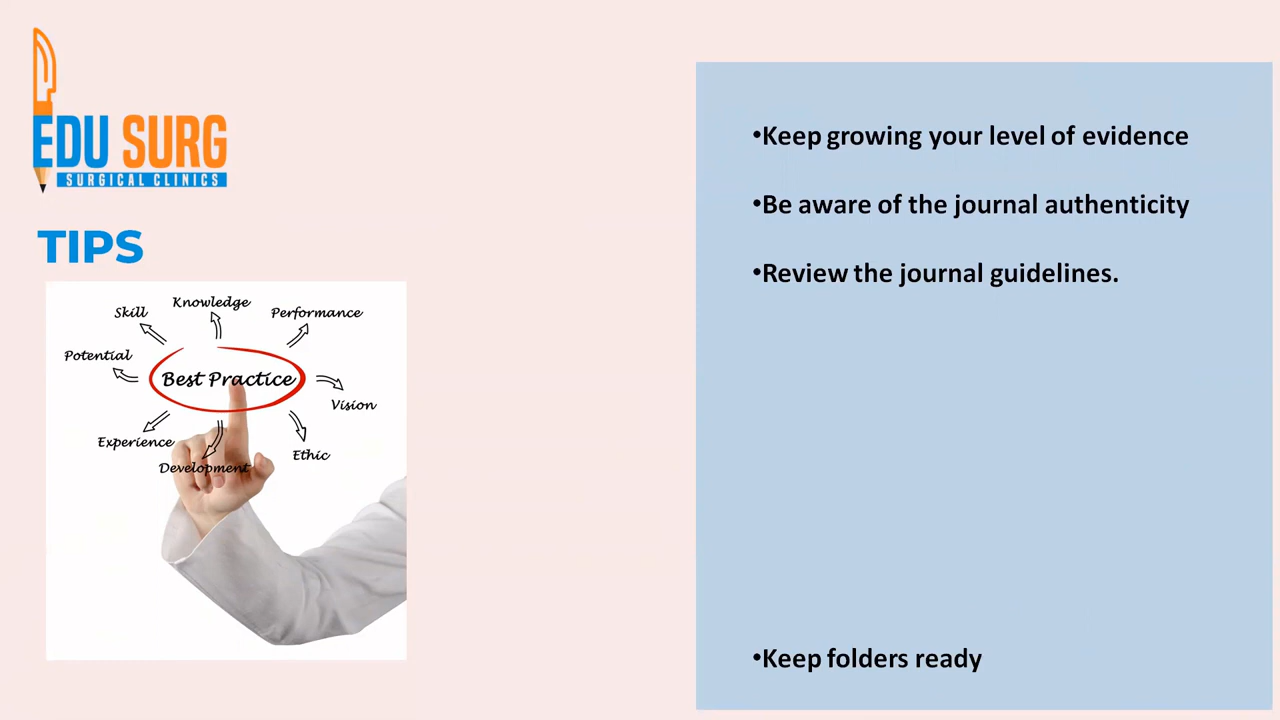 EDU SURG
SURGICAL CLINICS
TIPS
Knowledge
Skill
Performance
Potential
Best Practice
Vision
Experience
Ethic
Development
•Keep growing your level of evidence
•Be aware of the journal authenticity
•Review the journal guidelines.
•Keep folders ready